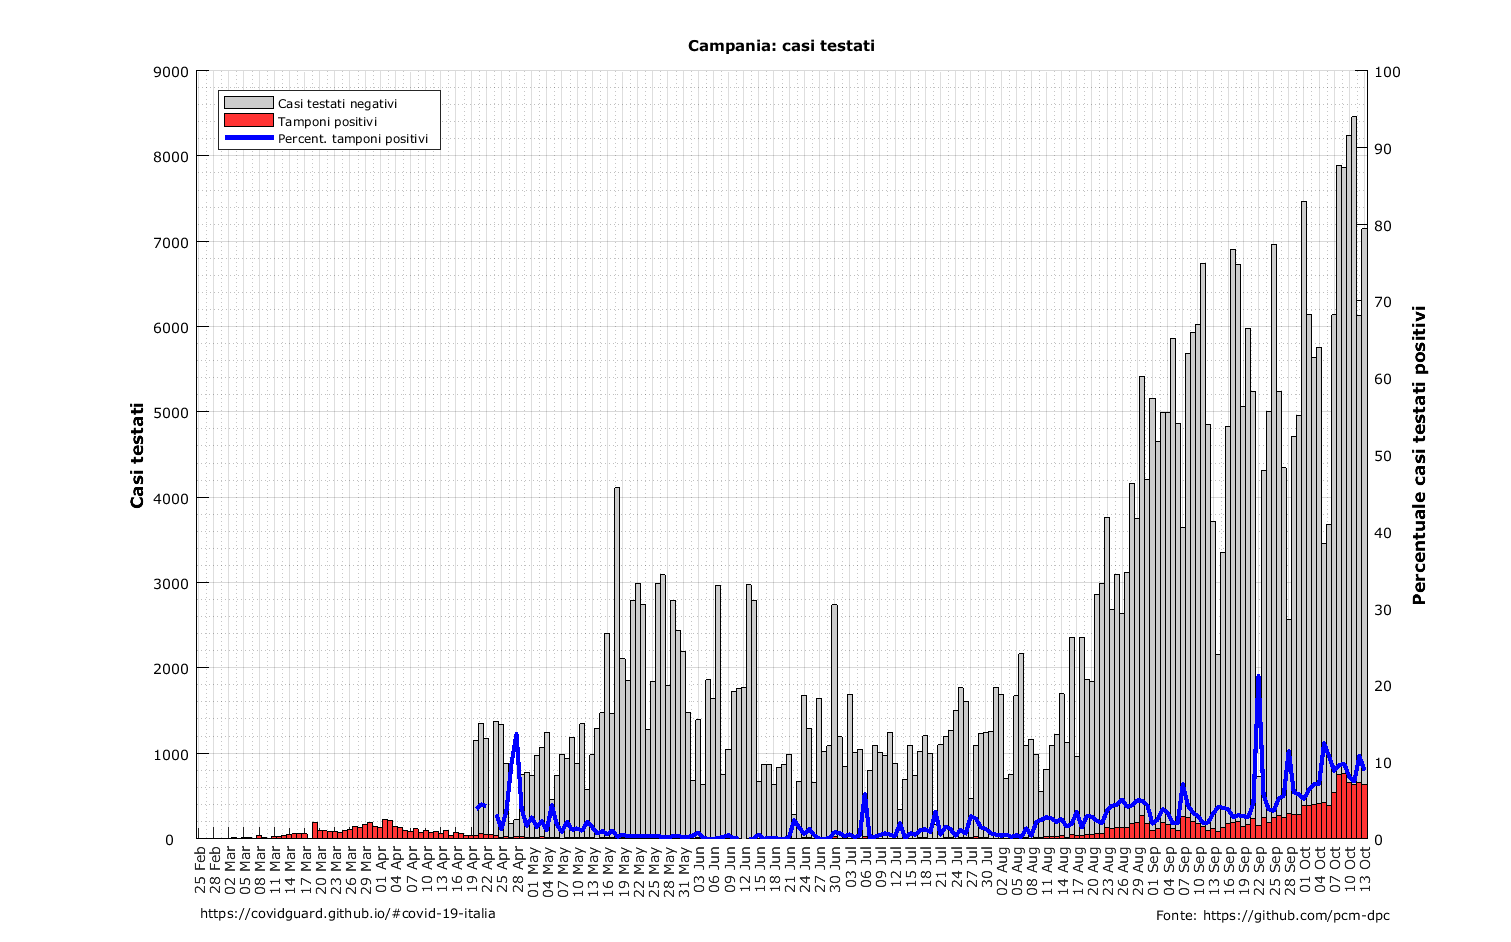 Campania: casi testati
Casi testati negativi
Tamponi positivi
Percent. tamponi positivi
Casi testati
9000
8000
7000
6000
5000
4000
3000
2000
1000
0
100
90
80
70
60
50
40
30
20
10
0
Percentuale casi testati positivi
25 Feb
28 Feb
02 Mar
05 Mar
08 Mar
11 Mar
14 Mar
17 Mar
20 Mar
23 Mar
26 Mar
29 Mar
01 Apr
04 Apr
07 Apr
10 Apr
13 Apr
16 Apr
19 Apr
22 Apr
25 Apr
28 Apr
01 May
04 May
07 May
10 May
13 May
16 May
19 May
22 May
25 May
28 May
31 May
03 Jun
06 Jun
09 Jun
12 Jun
15 Jun
18 Jun
21 Jun
24 Jun
27 Jun
30 Jun
03 Jul
06 Jul
09 Jul
12 Jul
15 Jul
18 Jul
21 Jul
24 Jul
27 Jul
30 Jul
02 Aug
05 Aug
08 Aug
11 Aug
14 Aug
17 Aug
20 Aug
23 Aug
26 Aug
29 Aug
01 Sep
04 Sep
07 Sep
10 Sep
13 Sep
16 Sep
19 Sep
22 Sep
25 Sep
28 Sep
01 Oct
04 Oct
07 Oct
10 Oct
13 Oct
https://covidguard.github.io/#covid-19-italia
Fonte: https://github.com/pcm-dpc